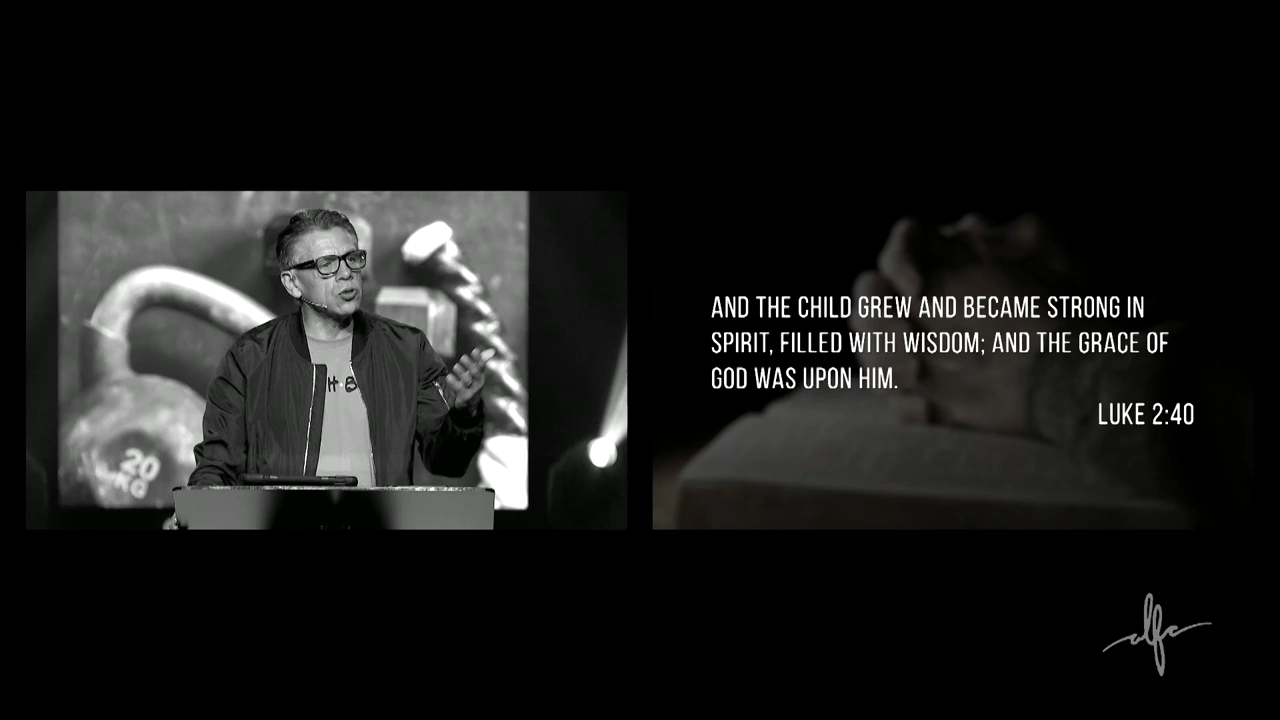 20
KG
H·B
AND THE CHILD GREW AND BECAME STRONG IN
SPIRIT, FILLED WITH WISDOM; AND THE GRACE OF
GOD WAS UPON HIM.
LUKE 2:40
alfc